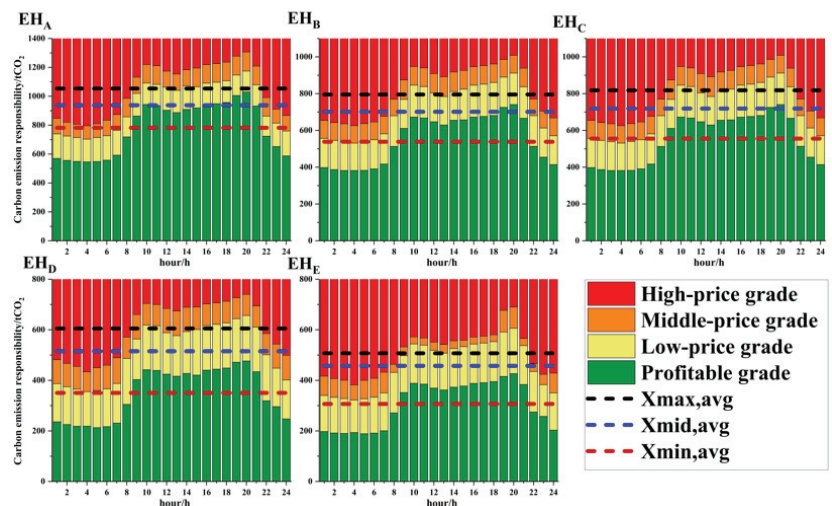 EH_A
EH_B
EH_C
Carbon emission responsibility/tCO₂
1400
1200
1000
800
600
400
200
0
2 4 6 8 10 12 14 16 18 20 22 24
hour/h
1000
800
600
400
200
0
2 4 6 8 10 12 14 16 18 20 22 24
hour/h
1000
800
600
400
200
0
2 4 6 8 10 12 14 16 18 20 22 24
hour/h
EH_D
EH_E
Carbon emission responsibility/tCO₂
800
600
400
200
0
2 4 6 8 10 12 14 16 18 20 22 24
hour/h
800
600
400
200
0
2 4 6 8 10 12 14 16 18 20 22 24
hour/h
High-price grade
Middle-price grade
Low-price grade
Profitable grade
Xmax,avg
Xmid,avg
Xmin,avg